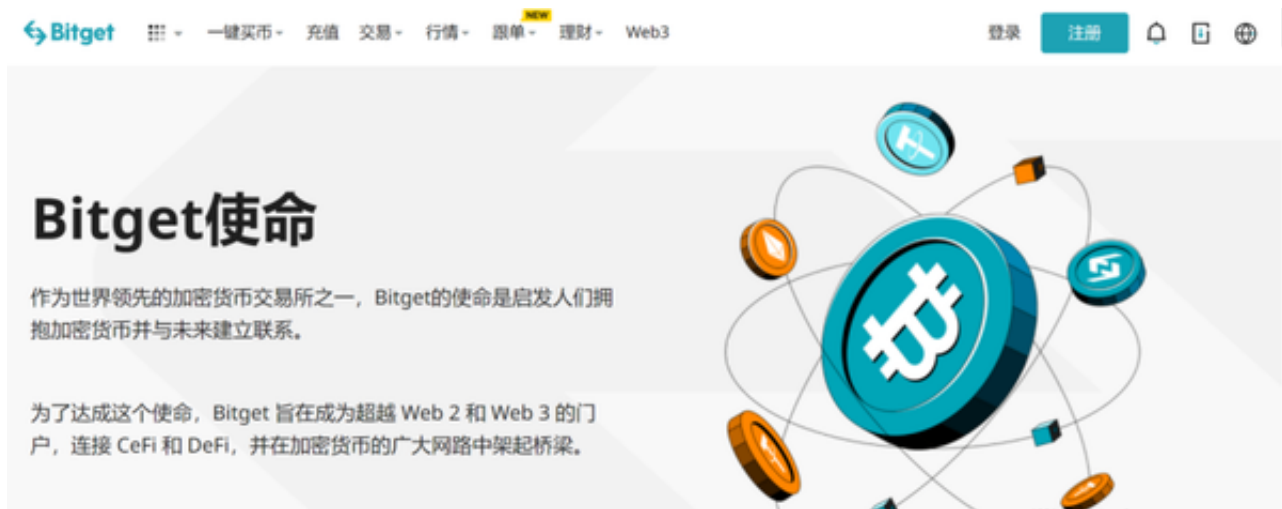 Bitget 一键买币 充值 交易 行情 跟单 NEW 理财 Web3 登录 注册
Bitget使命
作为世界领先的加密货币交易所之一，Bitget的使命是启发人们拥
抱加密货币并与未来建立联系。
为了达成这个使命，Bitget 旨在成为超越 Web 2 和 Web 3 的门
户，连接 CeFi 和 DeFi，并在加密货币的广大网路中架起桥梁。